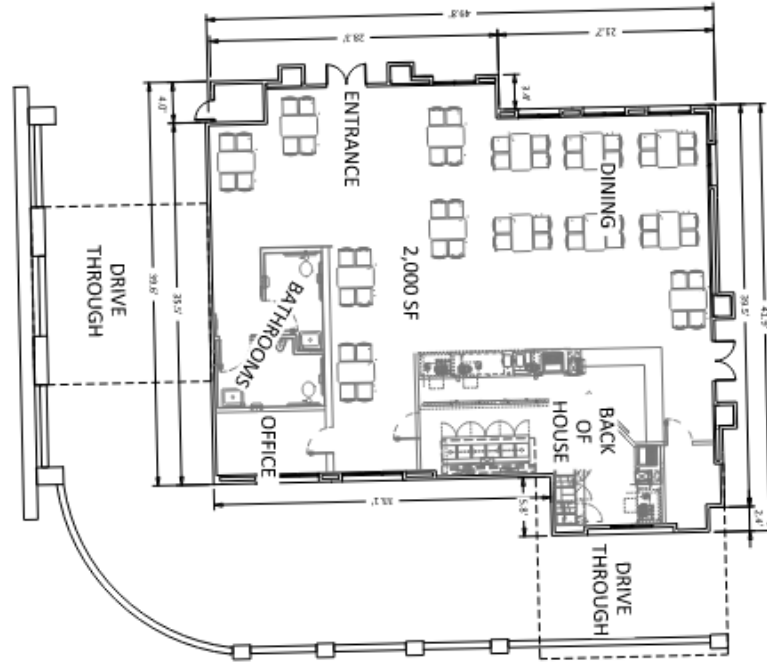 49.8'
28.3'
21.2'
3.4'
4.0'
ENTRANCE
DINING
DRIVE
THROUGH
39.6'
35.5'
2,000 SF
39.5'
41.9'
BATHROOMS
OFFICE
BACK
OF
HOUSE
33.1'
5.8'
2.4'
DRIVE
THROUGH